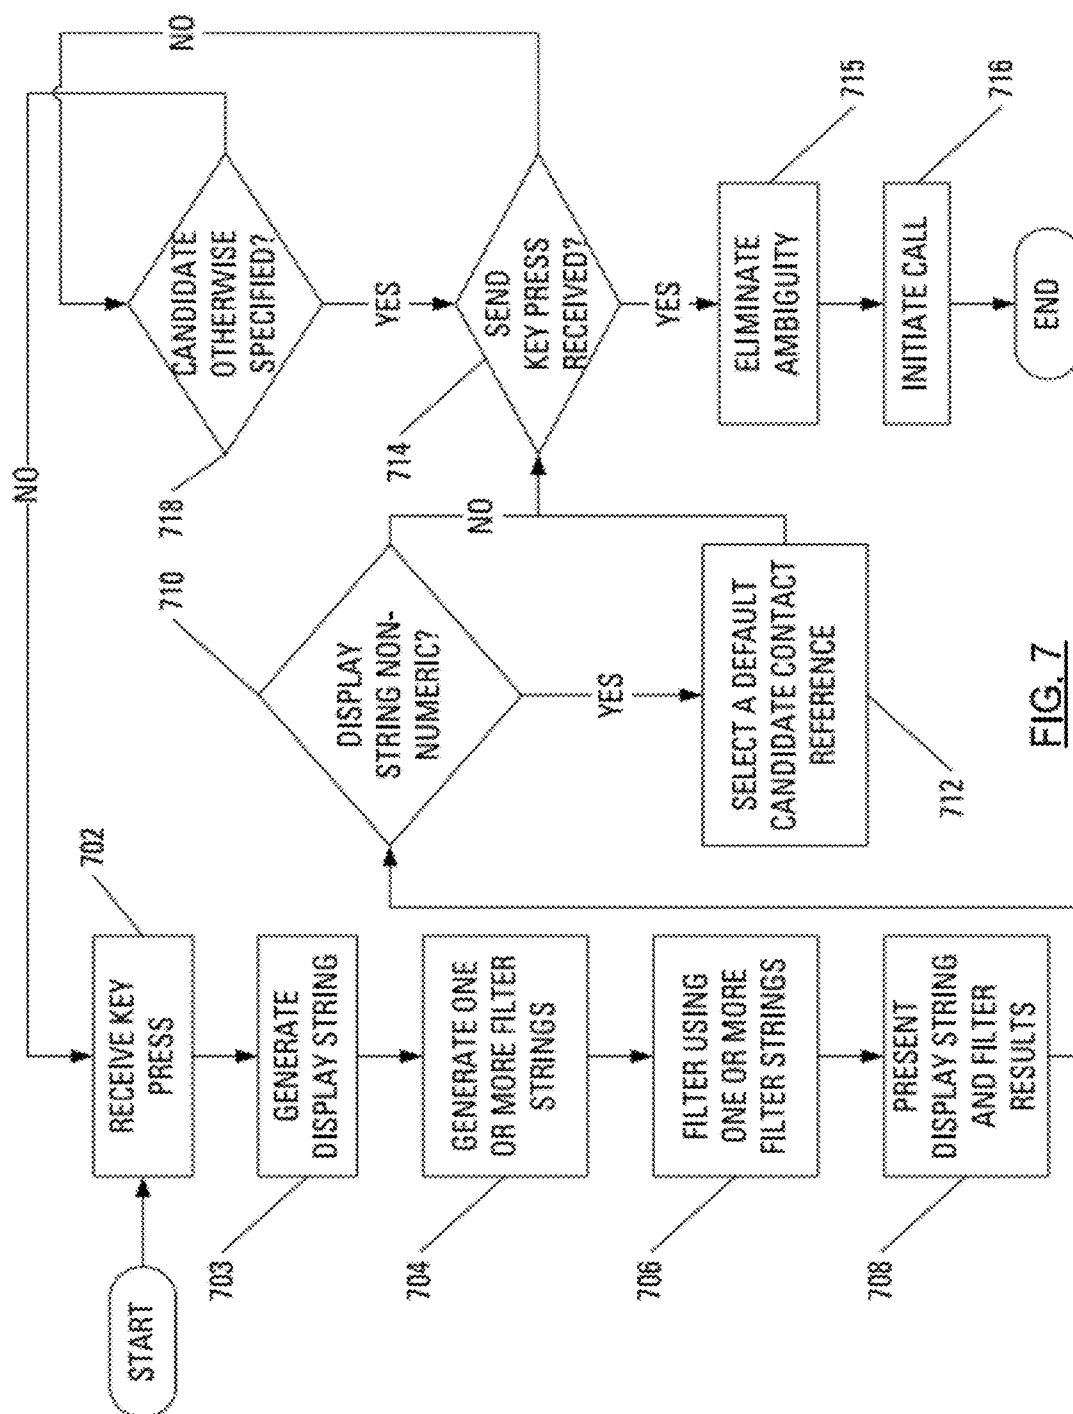 START
702
RECEIVE KEY
PRESS
703
GENERATE
DISPLAY STRING
704
GENERATE ONE
OR MORE FILTER
STRINGS
706
FILTER USING
ONE OR MORE
FILTER STRINGS
708
PRESENT
DISPLAY STRING
AND FILTER
RESULTS
710
DISPLAY
STRING NON-
NUMERIC?
NO
YES
SELECT A DEFAULT
CANDIDATE CONTACT
REFERENCE
712
NO
718
CANDIDATE
OTHERWISE
SPECIFIED?
YES
NO
714
SEND
KEY PRESS
RECEIVED?
YES
ELIMINATE
AMBIGUITY
715
INITIATE CALL
716
END
FIG. 7